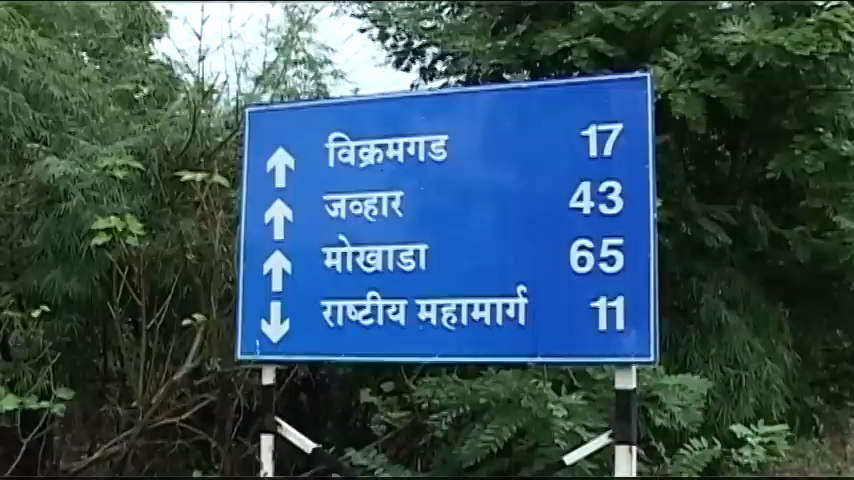 ↑ विक्रमगड 17
↑ जव्हार 43
↑ मोखाडा 65
↓ राष्टीय महामार्ग 11